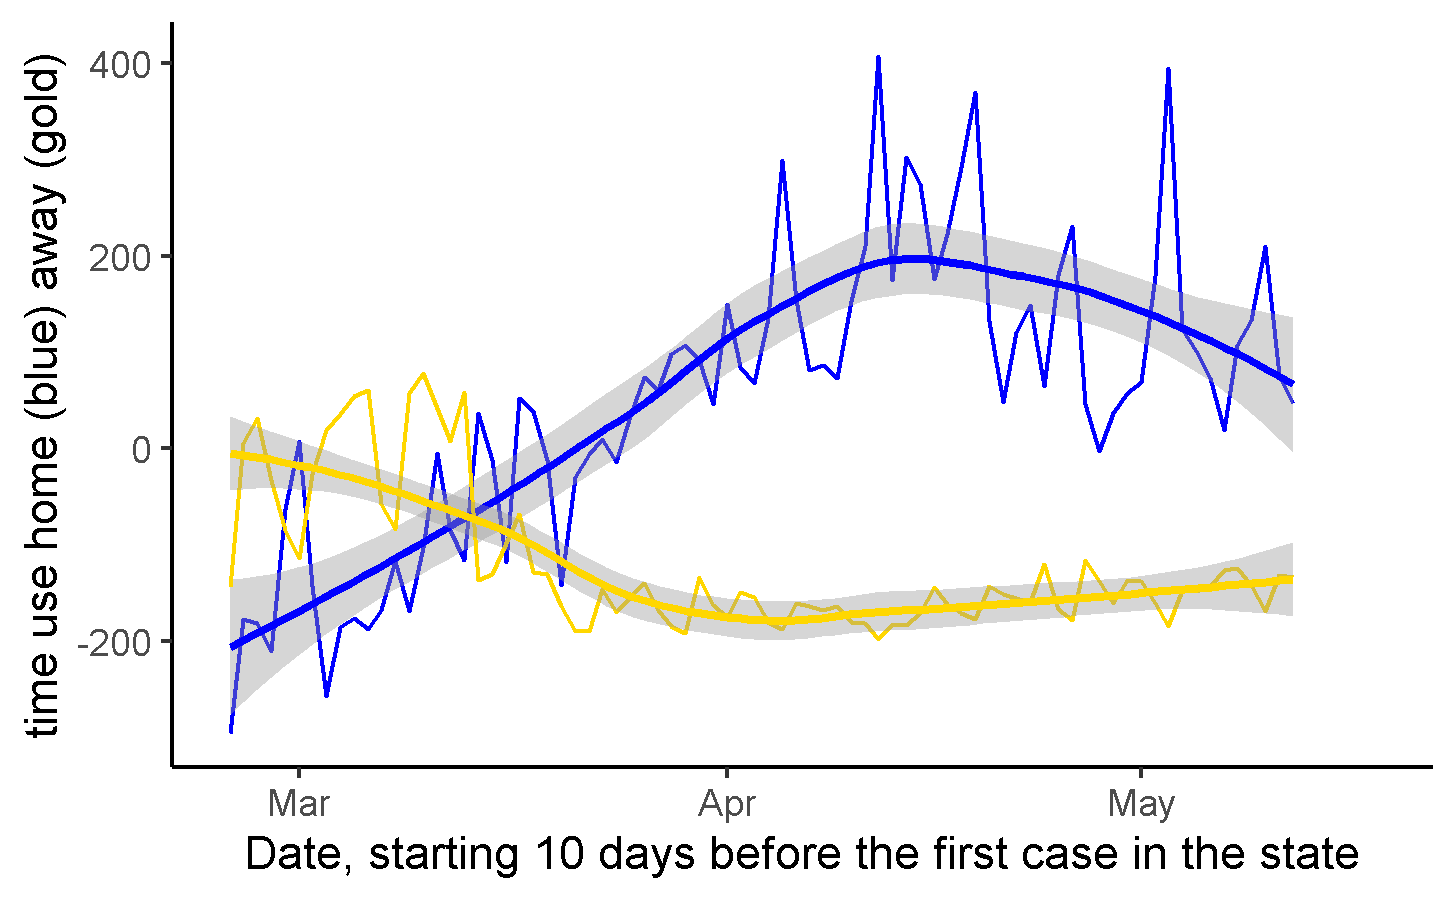 time use home (blue) away (gold)
400
200
0
-200
Mar
Apr
May
Date, starting 10 days before the first case in the state